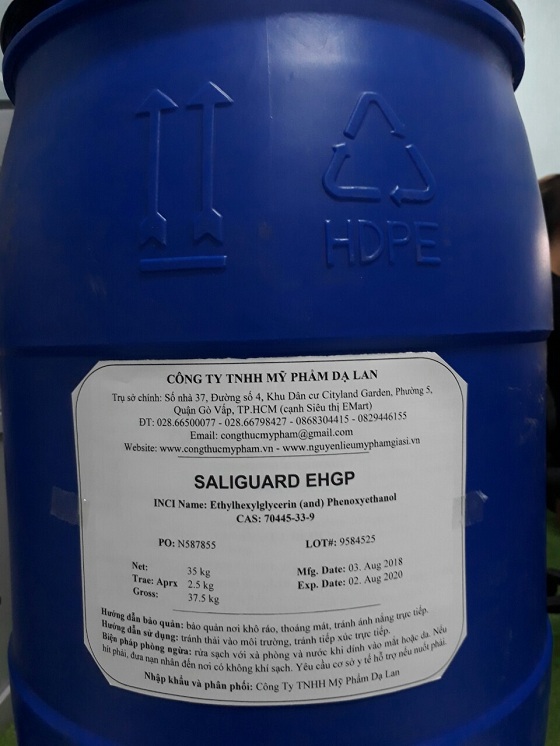 HDPE
CÔNG TY TNHH MỸ PHẨM DẠ LAN
Trụ sở chính: Số nhà 37, Đường số 4, Khu Dân cư Cityland Garden, Phường 5,
Quận Gò Vấp, TP.HCM (cạnh Siêu thị EMart)
ĐT: 028.66500077 - 028.66798427 - 0868304415 - 0829446155
Email: congthucmypham@gmail.com
Website: www.congthucmypham.vn - www.nguyenlieumyphamgiasi.vn
SALIGUARD EHGP
INCI Name: Ethylhexylglycerin (and) Phenoxyethanol
CAS: 70445-33-9
PO: N587855 LOT#: 9584525
Net: 35 kg Mfg. Date: 03. Aug 2018
Trae: Aprx 2.5 kg Exp. Date: 02. Aug 2020
Gross: 37.5 kg
Hướng dẫn bảo quản: bảo quản nơi khô ráo, thoáng mát, tránh ánh nắng trực tiếp.
Hướng dẫn sử dụng: tránh thải vào môi trường, tránh tiếp xúc trực tiếp.
Biện pháp phòng ngừa: rửa sạch với xà phòng và nước khi dính vào mắt hoặc da. Nếu
hít phải, đưa nạn nhân đến nơi có không khí sạch. Yêu cầu cơ sở y tế hỗ trợ nếu nuốt phải.
Nhập khẩu và phân phối: Công Ty TNHH Mỹ Phẩm Dạ Lan